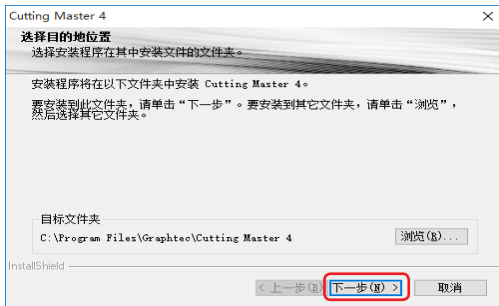 Cutting Master 4
选择目的地位置
选择安装程序在其中安装文件的文件夹。
安装程序将在以下文件夹中安装 Cutting Master 4。
要安装到此文件夹，请单击“下一步”。要安装到其它文件夹，请单击“浏览”，
然后选择其它文件夹。
目标文件夹
C:\Program Files\Graphtec\Cutting Master 4
浏览(R)...
InstallShield
< 上一步(B) 下一步(N) > 取消